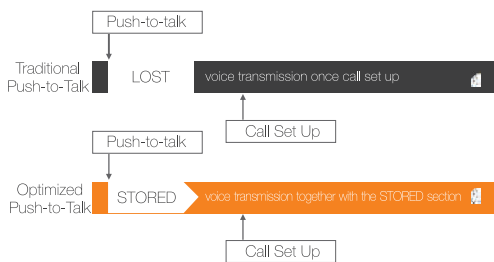 Push-to-talk
Traditional
Push-to-Talk
LOST
voice transmission once call set up
Call Set Up
Push-to-talk
Optimized
Push-to-Talk
STORED
voice transmission together with the STORED section
Call Set Up